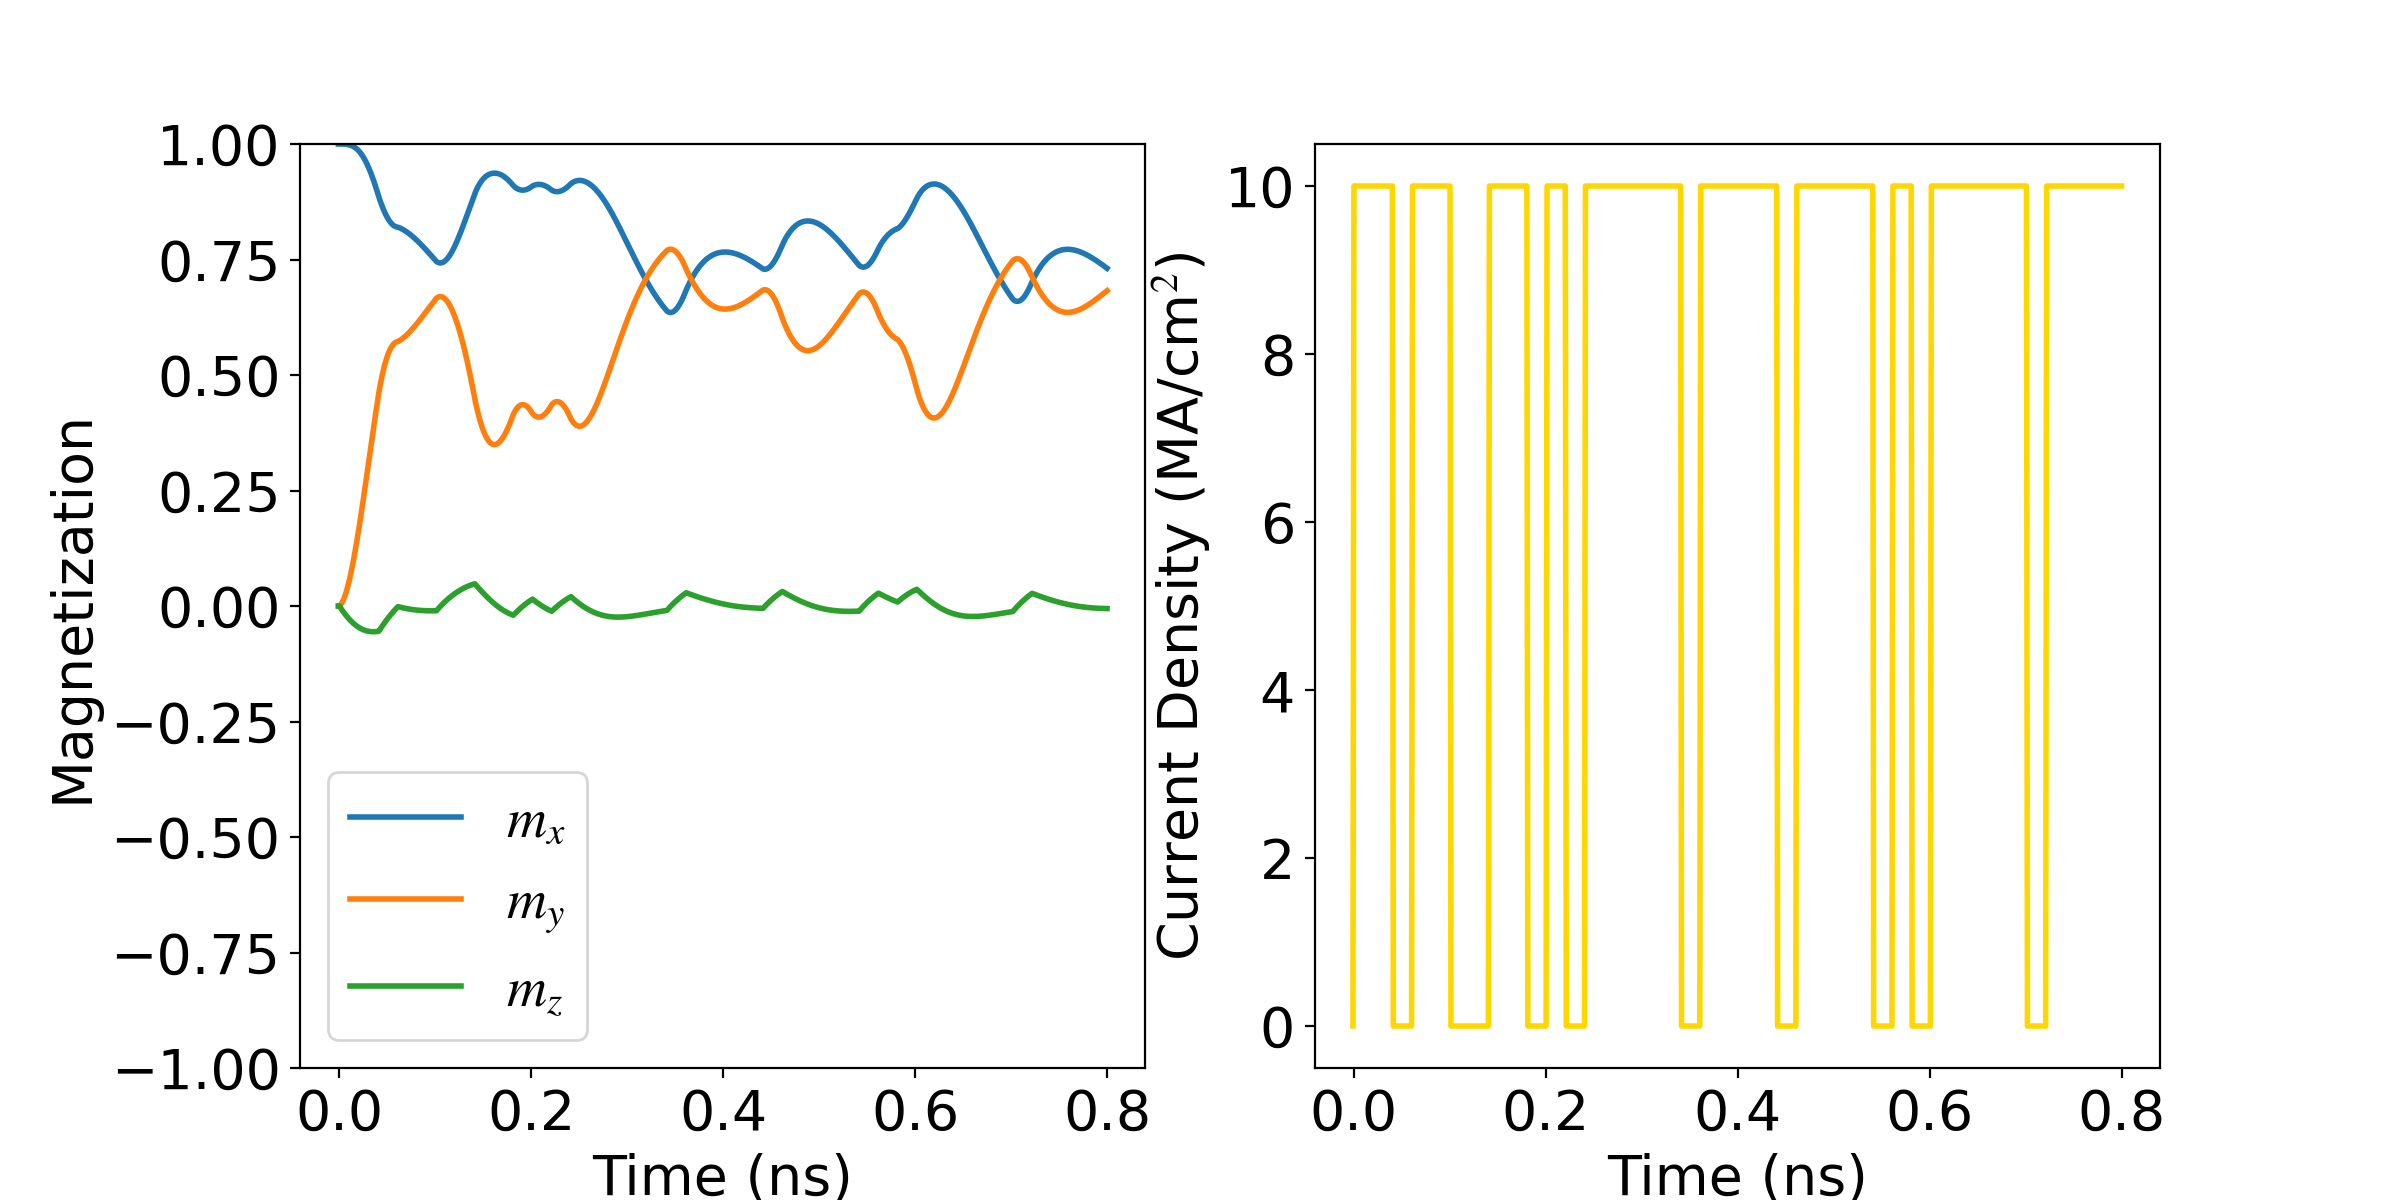 1.00
0.75
0.50
0.25
0.00
−0.25
−0.50
−0.75
−1.00
Magnetization
m_x
m_y
m_z
0.0 0.2 0.4 0.6 0.8
Time (ns)
10
8
6
4
2
0
Current Density (MA/cm²)
0.0 0.2 0.4 0.6 0.8
Time (ns)